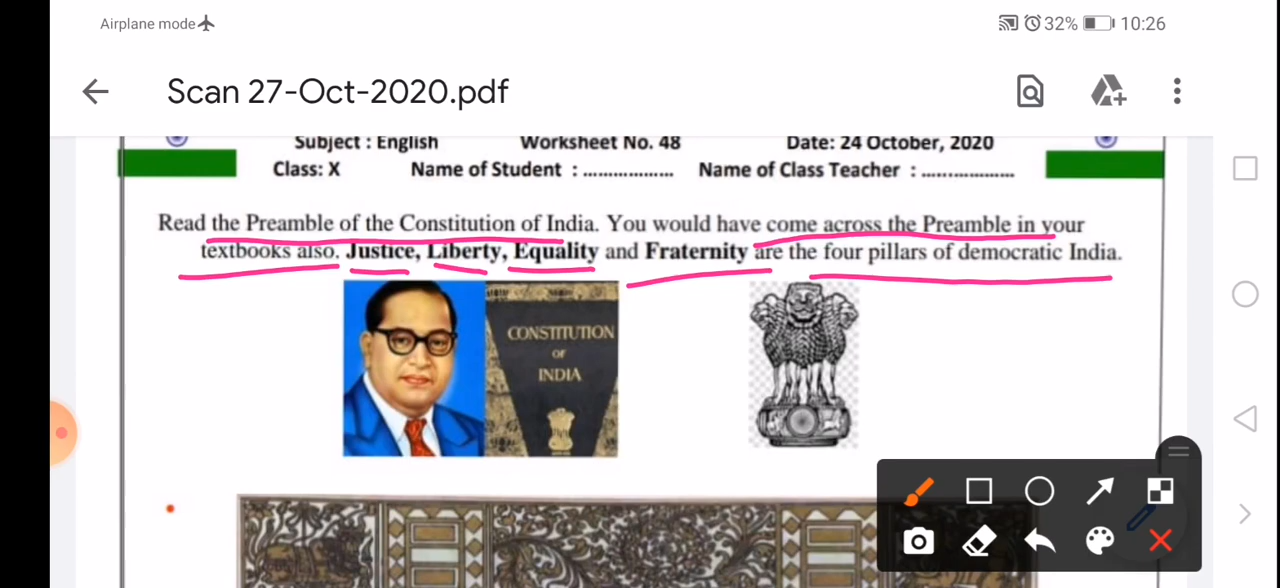 Airplane mode 32% 10:26
Scan 27-Oct-2020.pdf
Subject : English Worksheet No. 48 Date: 24 October, 2020
Class: X Name of Student : .................. Name of Class Teacher : ..................
Read the Preamble of the Constitution of India. You would have come across the Preamble in your
textbooks also. Justice, Liberty, Equality and Fraternity are the four pillars of democratic India.
CONSTITUTION
OF
INDIA